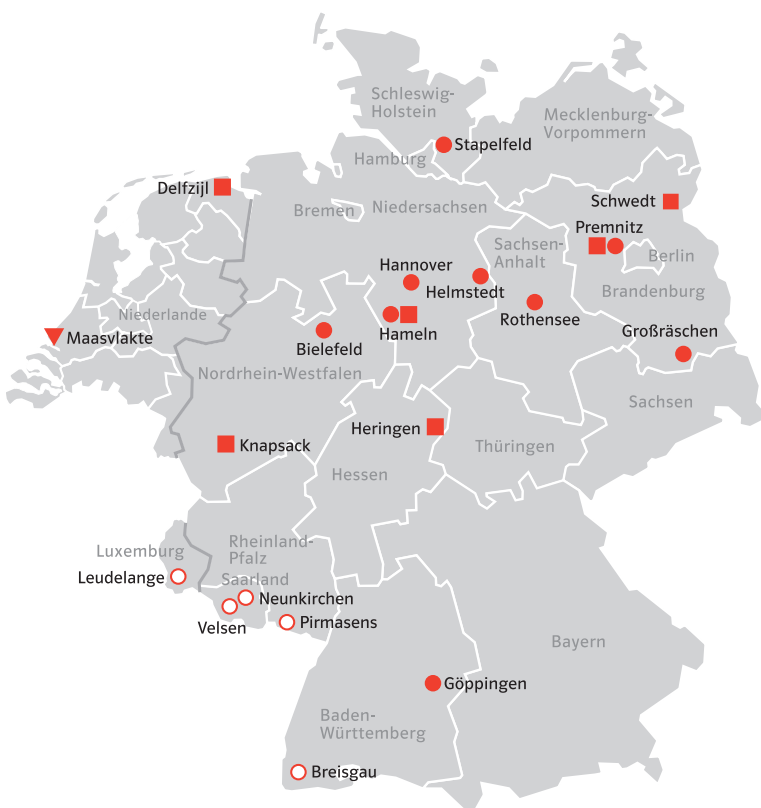 Schleswig-
Holstein
Mecklenburg-
Vorpommern
Stapelfeld
Hamburg
Delfzijl
Schwedt
Bremen
Niedersachsen
Premnitz
Sachsen-
Anhalt
Berlin
Hannover
Helmstedt
Brandenburg
Niederlande
Rothensee
Maasvlakte
Hameln
Großräschen
Bielefeld
Nordrhein-Westfalen
Sachsen
Heringen
Knapsack
Thüringen
Hessen
Luxemburg
Rheinland-
Pfalz
Leudelange
Saarland
Neunkirchen
Velsen
Pirmasens
Bayern
Göppingen
Baden-
Württemberg
Breisgau